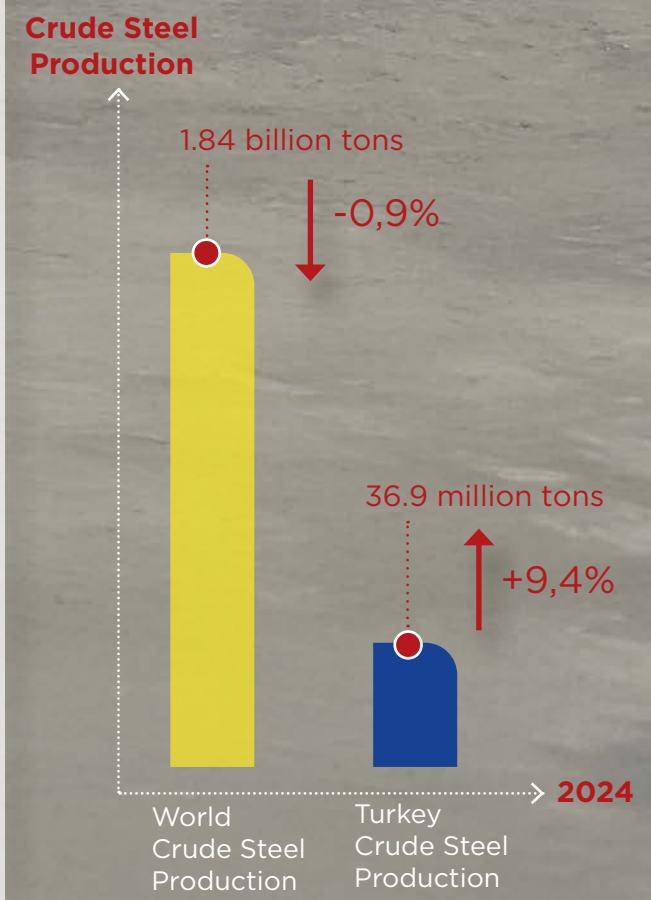 Crude Steel
Production
1.84 billion tons
-0,9%
36.9 million tons
+9,4%
2024
World
Crude Steel
Production
Turkey
Crude Steel
Production